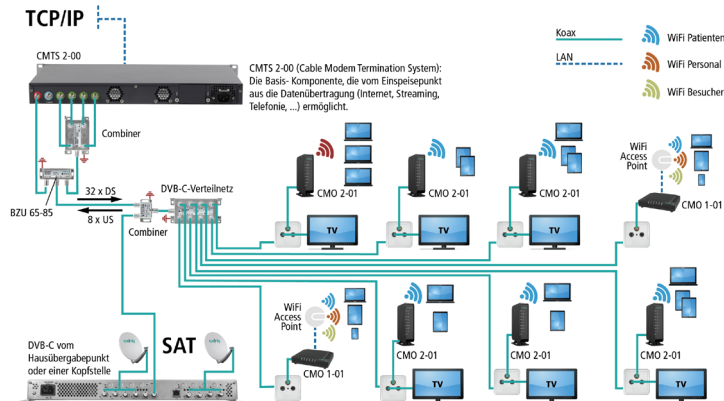 TCP/IP
CMTS 2-00
CMTS 2-00 (Cable Modem Termination System):
Die Basis- Komponente, die vom Einspeisepunkt
aus die Datenübertragung (Internet, Streaming,
Telefonie, ...) ermöglicht.
Koax
LAN
WiFi Patienten
WiFi Personal
WiFi Besucher
Combiner
BZU 65-85
32 x DS
8 x US
Combiner
DVB-C-Verteilnetz
CMO 2-01
TV
CMO 2-01
TV
CMO 2-01
TV
WiFi
Access
Point
CMO 1-01
WiFi
Access
Point
CMO 1-01
CMO 2-01
TV
CMO 2-01
TV
CMO 2-01
TV
SAT
DVB-C vom
Hausübergabepunkt
oder einer Kopfstelle